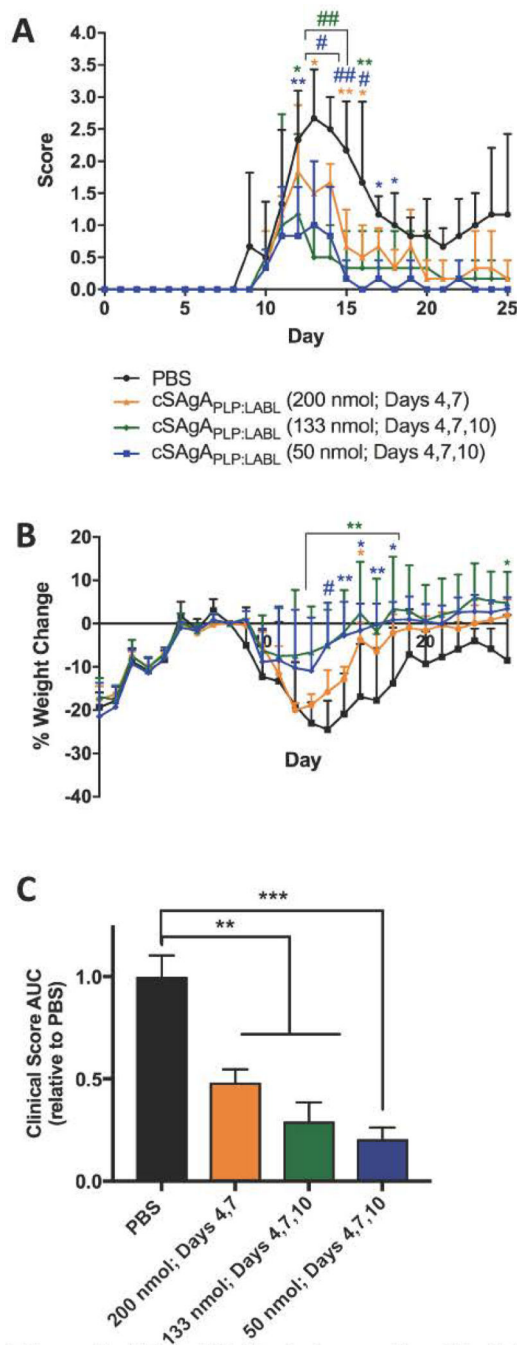 A
##
#
*
**
*
##
**
**
#
*
*
*
4.0
3.5
3.0
2.5
2.0
1.5
1.0
0.5
0.0
Score
0
5
10
15
20
25
Day
PBS
cSAgA_PLP:LABL (200 nmol; Days 4,7)
cSAgA_PLP:LABL (133 nmol; Days 4,7,10)
cSAgA_PLP:LABL (50 nmol; Days 4,7,10)
B
**
#
**
*
*
**
*
*
20
10
0
-10
-20
-30
-40
% Weight Change
20
Day
C
***
**
1.0
0.5
0.0
Clinical Score AUC
(relative to PBS)
PBS
200 nmol; Days 4,7
133 nmol; Days 4,7,10
50 nmol; Days 4,7,10